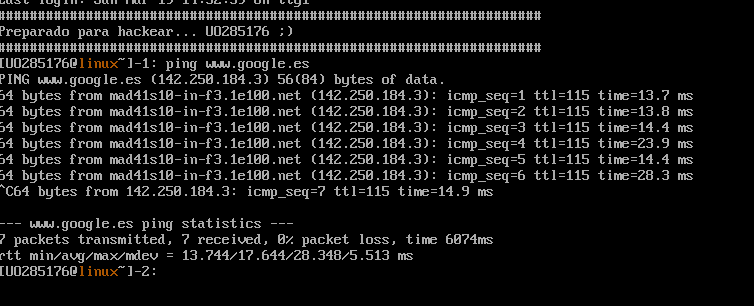 Last login: Sun Mar 19 11:52:59 on tty1
################################################################
Preparado para hackear... UO285176 ;)
################################################################
[UO285176@linux~]-1: ping www.google.es
PING www.google.es (142.250.184.3) 56(84) bytes of data.
64 bytes from mad41s10-in-f3.1e100.net (142.250.184.3): icmp_seq=1 ttl=115 time=13.7 ms
64 bytes from mad41s10-in-f3.1e100.net (142.250.184.3): icmp_seq=2 ttl=115 time=13.8 ms
64 bytes from mad41s10-in-f3.1e100.net (142.250.184.3): icmp_seq=3 ttl=115 time=14.4 ms
64 bytes from mad41s10-in-f3.1e100.net (142.250.184.3): icmp_seq=4 ttl=115 time=23.9 ms
64 bytes from mad41s10-in-f3.1e100.net (142.250.184.3): icmp_seq=5 ttl=115 time=14.4 ms
64 bytes from mad41s10-in-f3.1e100.net (142.250.184.3): icmp_seq=6 ttl=115 time=28.3 ms
^C64 bytes from 142.250.184.3: icmp_seq=7 ttl=115 time=14.9 ms
--- www.google.es ping statistics ---
7 packets transmitted, 7 received, 0% packet loss, time 6074ms
rtt min/avg/max/mdev = 13.744/17.644/28.348/5.513 ms
[UO285176@linux~]-2: